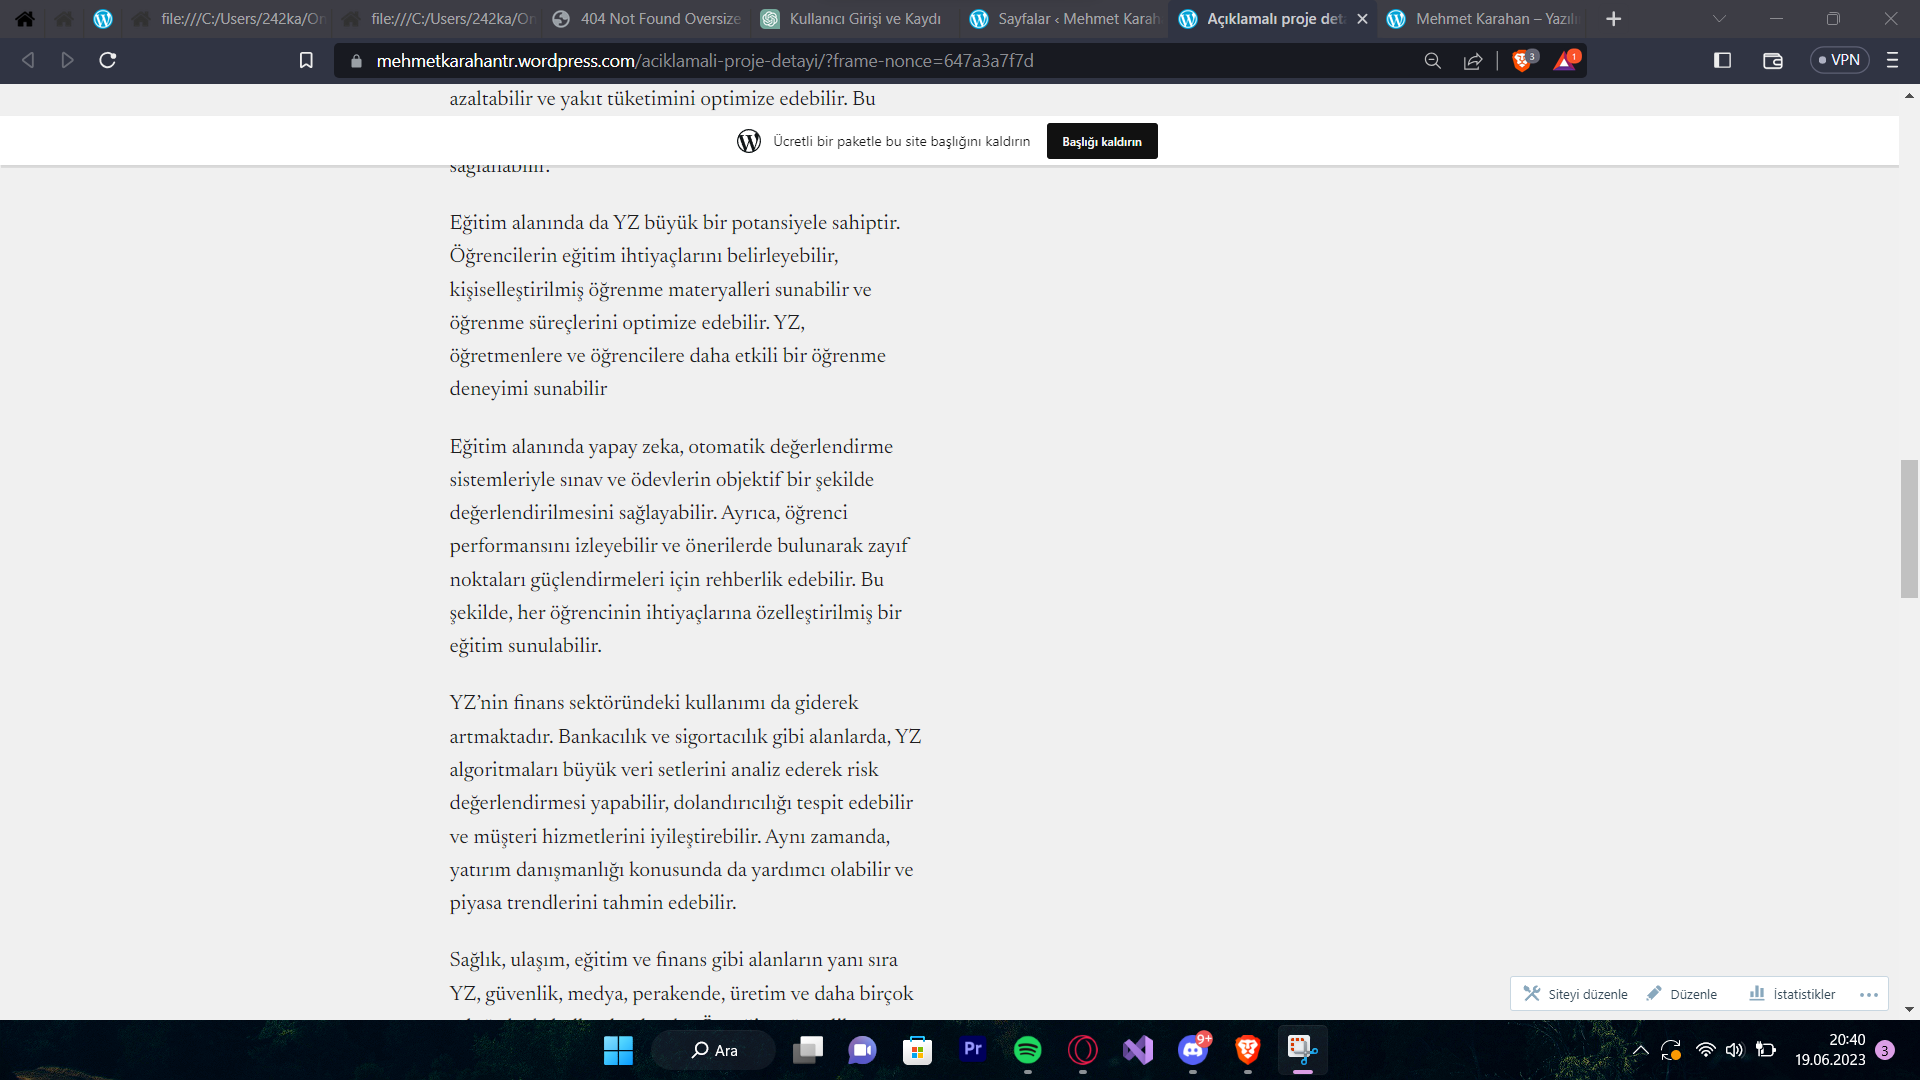 file:///C:/Users/242ka/On
file:///C:/Users/242ka/On
404 Not Found Oversize
Kullanıcı Girişi ve Kaydı
Sayfalar ‹ Mehmet Karah
Açıklamalı proje deta
Mehmet Karahan – Yazılı
mehmetkarahantr.wordpress.com/aciklamali-proje-detayi/?frame-nonce=647a3a7f7d
3
1
VPN
azaltabilir ve yakıt tüketimini optimize edebilir. Bu
Ücretli bir paketle bu site başlığını kaldırın
Başlığı kaldırın
sağlanabilir.
Eğitim alanında da YZ büyük bir potansiyele sahiptir.
Öğrencilerin eğitim ihtiyaçlarını belirleyebilir,
kişiselleştirilmiş öğrenme materyalleri sunabilir ve
öğrenme süreçlerini optimize edebilir. YZ,
öğretmenlere ve öğrencilere daha etkili bir öğrenme
deneyimi sunabilir
Eğitim alanında yapay zeka, otomatik değerlendirme
sistemleriyle sınav ve ödevlerin objektif bir şekilde
değerlendirilmesini sağlayabilir. Ayrıca, öğrenci
performansını izleyebilir ve önerilerde bulunarak zayıf
noktaları güçlendirmeleri için rehberlik edebilir. Bu
şekilde, her öğrencinin ihtiyaçlarına özelleştirilmiş bir
eğitim sunulabilir.
YZ’nin finans sektöründeki kullanımı da giderek
artmaktadır. Bankacılık ve sigortacılık gibi alanlarda, YZ
algoritmaları büyük veri setlerini analiz ederek risk
değerlendirmesi yapabilir, dolandırıcılığı tespit edebilir
ve müşteri hizmetlerini iyileştirebilir. Aynı zamanda,
yatırım danışmanlığı konusunda da yardımcı olabilir ve
piyasa trendlerini tahmin edebilir.
Sağlık, ulaşım, eğitim ve finans gibi alanların yanı sıra
YZ, güvenlik, medya, perakende, üretim ve daha birçok
Siteyi düzenle
Düzenle
İstatistikler
Ara
Pr
9+
20:40
19.06.2023
3